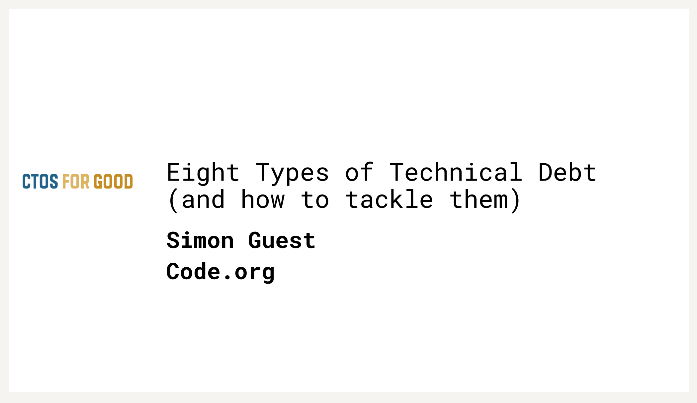 CTOS FOR GOOD
Eight Types of Technical Debt
(and how to tackle them)
Simon Guest
Code.org